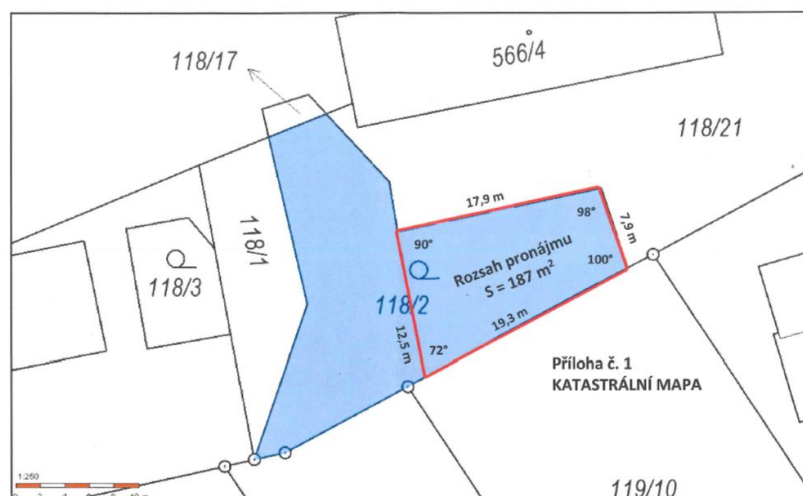 118/17
566/4
118/21
118/1
118/3
17,9 m
98°
7,9 m
90°
Rozsah pronájmu
S = 187 m²
100°
118/2
19,3 m
12,5 m
72°
Příloha č. 1
KATASTRÁLNÍ MAPA
1:250
119/10